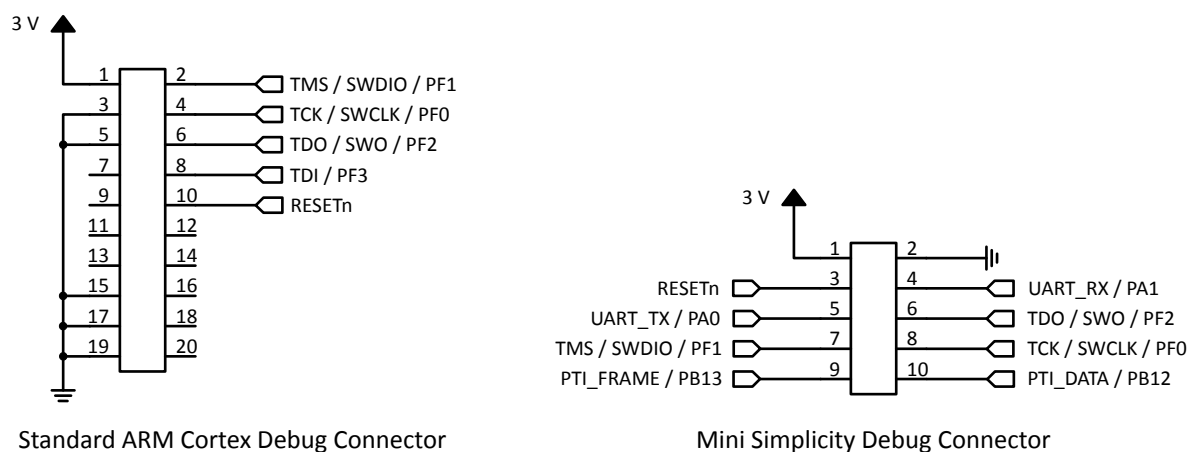 3 V
1 2 TMS / SWDIO / PF1
3 4 TCK / SWCLK / PF0
5 6 TDO / SWO / PF2
7 8 TDI / PF3
9 10 RESETn
11 12
13 14
15 16
17 18
19 20
Standard ARM Cortex Debug Connector
3 V
1 2
RESETn 3 4 UART_RX / PA1
UART_TX / PA0 5 6 TDO / SWO / PF2
TMS / SWDIO / PF1 7 8 TCK / SWCLK / PF0
PTI_FRAME / PB13 9 10 PTI_DATA / PB12
Mini Simplicity Debug Connector